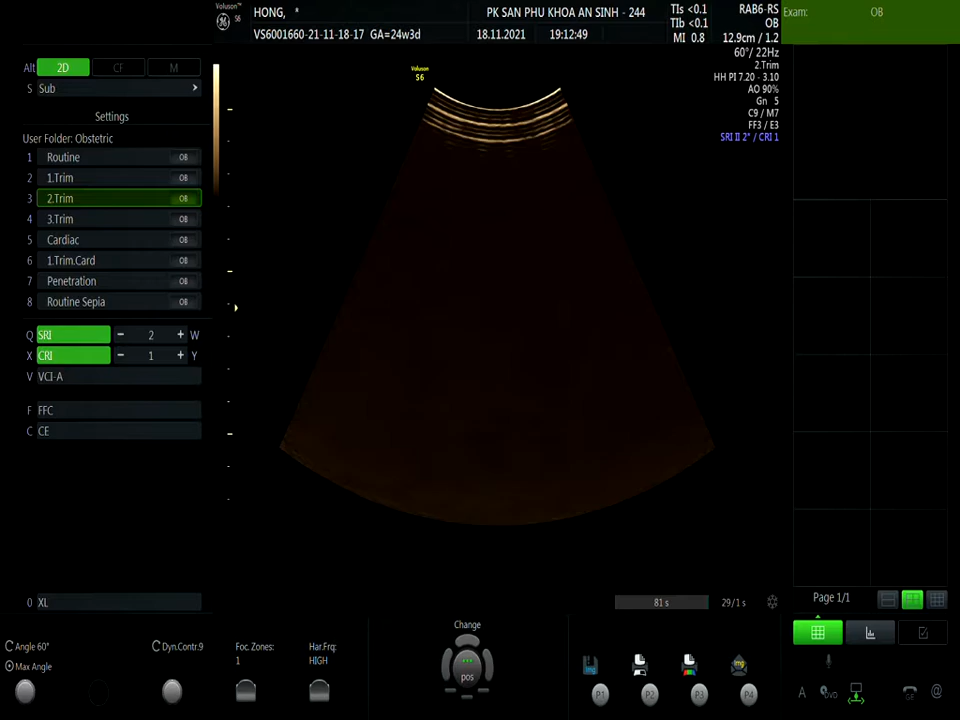 Voluson™
S6
HONG, *
PK SAN PHU KHOA AN SINH - 244
VS6001660-21-11-18-17 GA=24w3d
18.11.2021
19:12:49
TIs <0.1
TIb <0.1
MI 0.8
RAB6-RS
OB
12.9cm / 1.2
60°/ 22Hz
2.Trim
HH PI 7.20 - 3.10
AO 90%
Gn 5
C9 / M7
FF3 / E3
SRI II 2* / CRI 1
Exam: OB
Voluson
S6
Alt 2D CF M
S Sub >
Settings
User Folder: Obstetric
1 Routine OB
2 1.Trim OB
3 2.Trim OB
4 3.Trim OB
5 Cardiac OB
6 1.Trim.Card OB
7 Penetration OB
8 Routine Sepia OB
Q SRI − 2 + W
X CRI − 1 + Y
V VCI-A
F FFC
C CE
0 XL
81 s
29/1 s
Page 1/1
Angle 60°
Max Angle
Dyn.Contr.9
Foc. Zones:
1
Har.Frq:
HIGH
Change
pos
Img
P1
P2
P3
P4
A
DVD
@